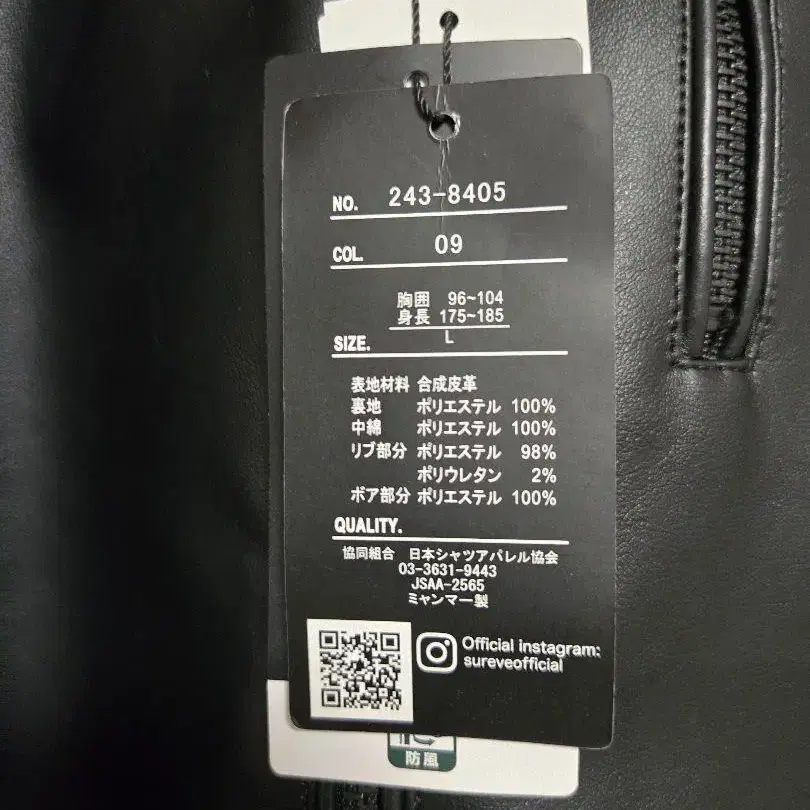 NO. 243-8405
COL. 09
胸囲 96~104
身長 175~185
L
SIZE.
表地材料 合成皮革
裏地 ポリエステル 100%
中綿 ポリエステル 100%
リブ部分 ポリエステル 98%
ポリウレタン 2%
ボア部分 ポリエステル 100%
QUALITY.
協同組合 日本シャツアパレル協会
03-3631-9443
JSAA-2565
ミャンマー製
Official instagram:
sureveofficial
防風